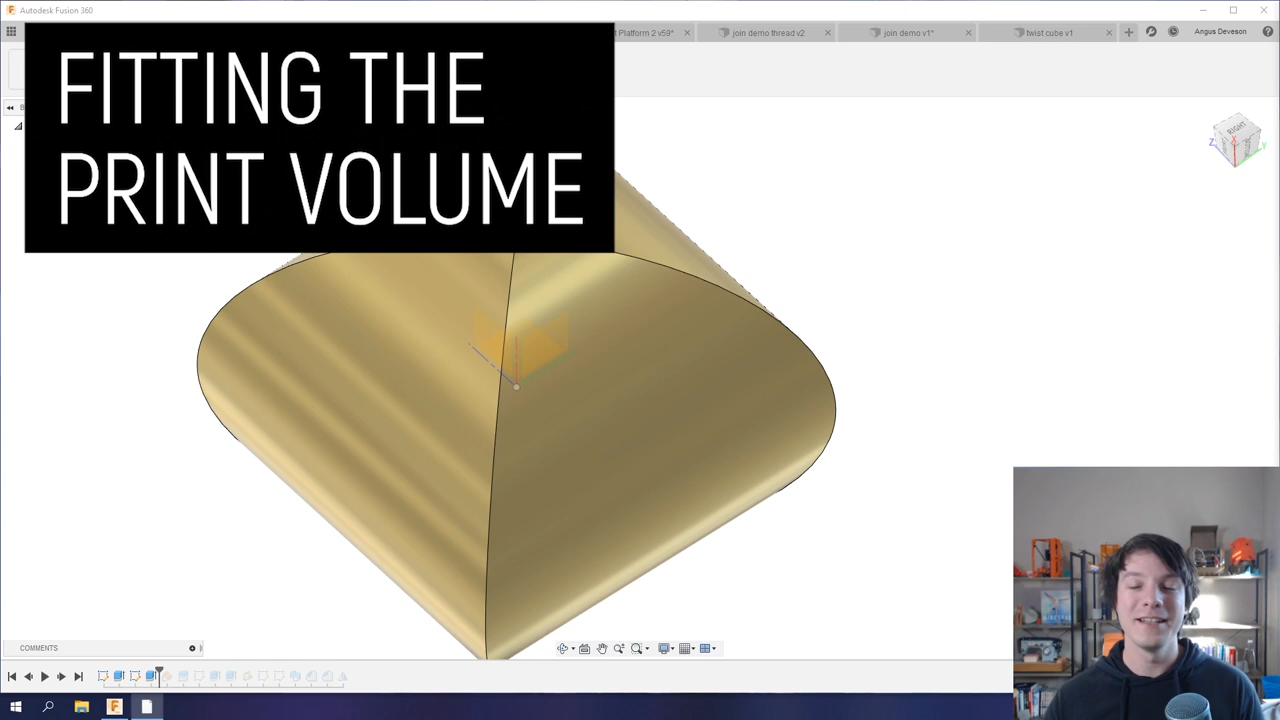 Autodesk Fusion 360
t Platform 2 v59*
join demo thread v2
join demo v1*
twist cube v1
Angus Deveson
FITTING THE
PRINT VOLUME
B
RIGHT
Z
X
Y
COMMENTS